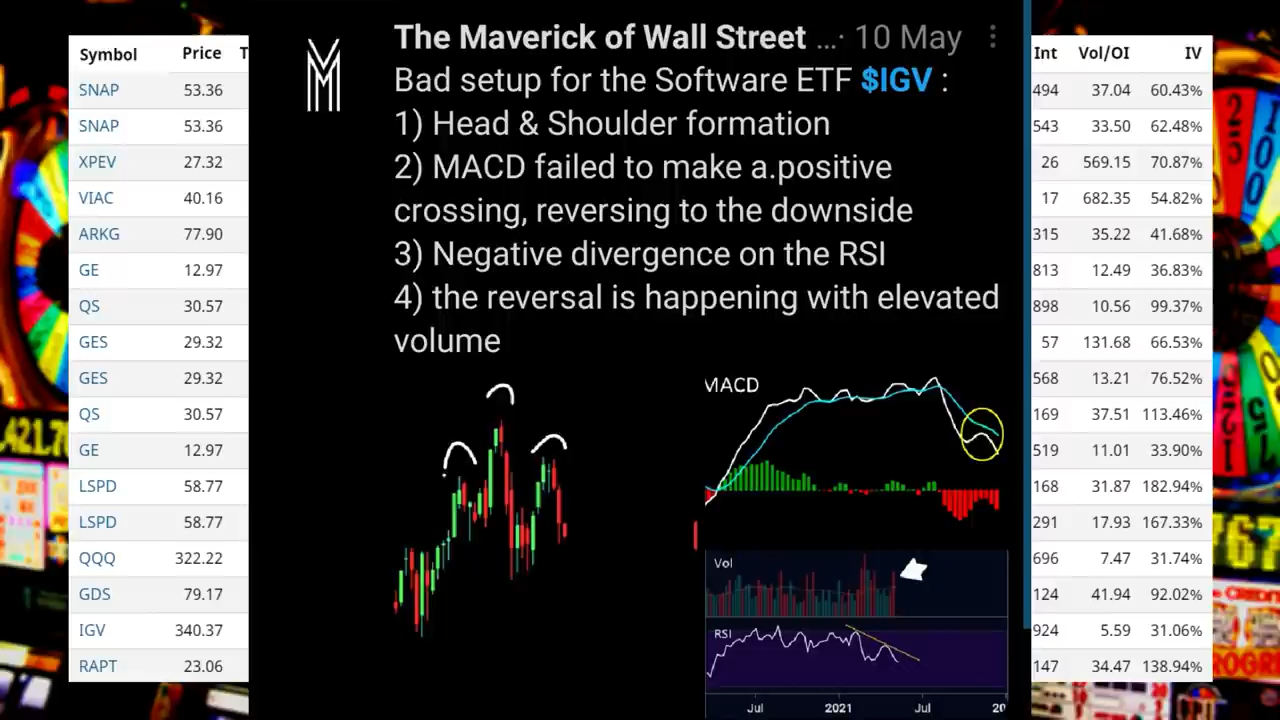 Symbol Price T
SNAP 53.36
SNAP 53.36
XPEV 27.32
VIAC 40.16
ARKG 77.90
GE 12.97
QS 30.57
GES 29.32
GES 29.32
QS 30.57
GE 12.97
LSPD 58.77
LSPD 58.77
QQQ 322.22
GDS 79.17
IGV 340.37
RAPT 23.06
The Maverick of Wall Street ...· 10 May
Bad setup for the Software ETF $IGV :
1) Head & Shoulder formation
2) MACD failed to make a.positive
crossing, reversing to the downside
3) Negative divergence on the RSI
4) the reversal is happening with elevated
volume
MACD
Vol
RSI
Jul 2021 Jul 20
Int Vol/OI IV
494 37.04 60.43%
543 33.50 62.48%
26 569.15 70.87%
17 682.35 54.82%
315 35.22 41.68%
813 12.49 36.83%
898 10.56 99.37%
57 131.68 66.53%
568 13.21 76.52%
169 37.51 113.46%
519 11.01 33.90%
168 31.87 182.94%
291 17.93 167.33%
696 7.47 31.74%
124 41.94 92.02%
924 5.59 31.06%
147 34.47 138.94%